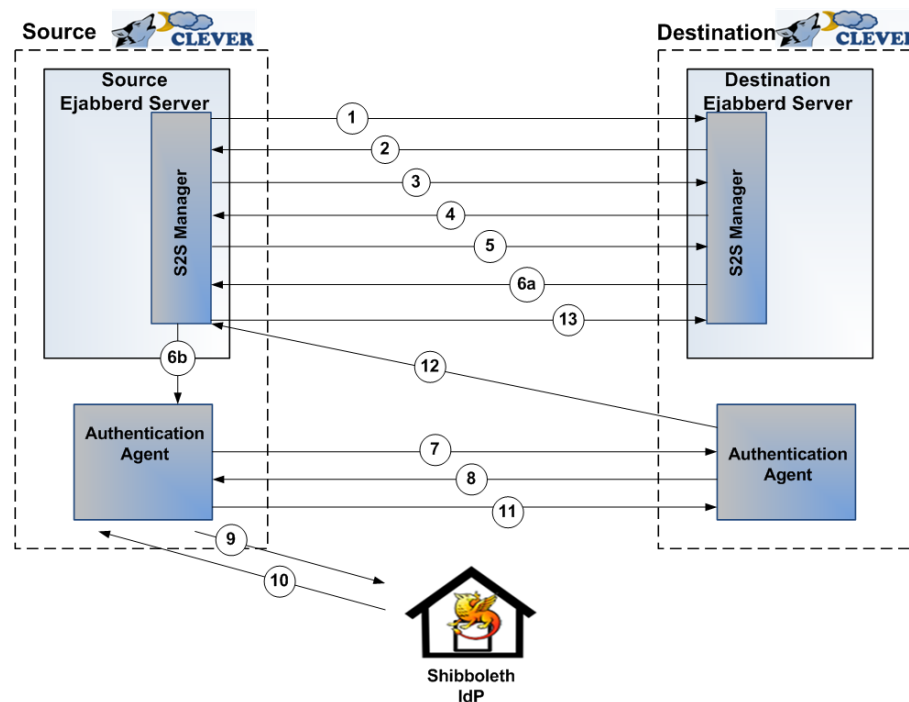 Source
CLEVER
Destination
CLEVER
Source
Ejabberd Server
Destination
Ejabberd Server
S2S Manager
S2S Manager
1
2
3
4
5
6a
13
6b
12
Authentication
Agent
Authentication
Agent
7
8
11
9
10
Shibboleth
IdP